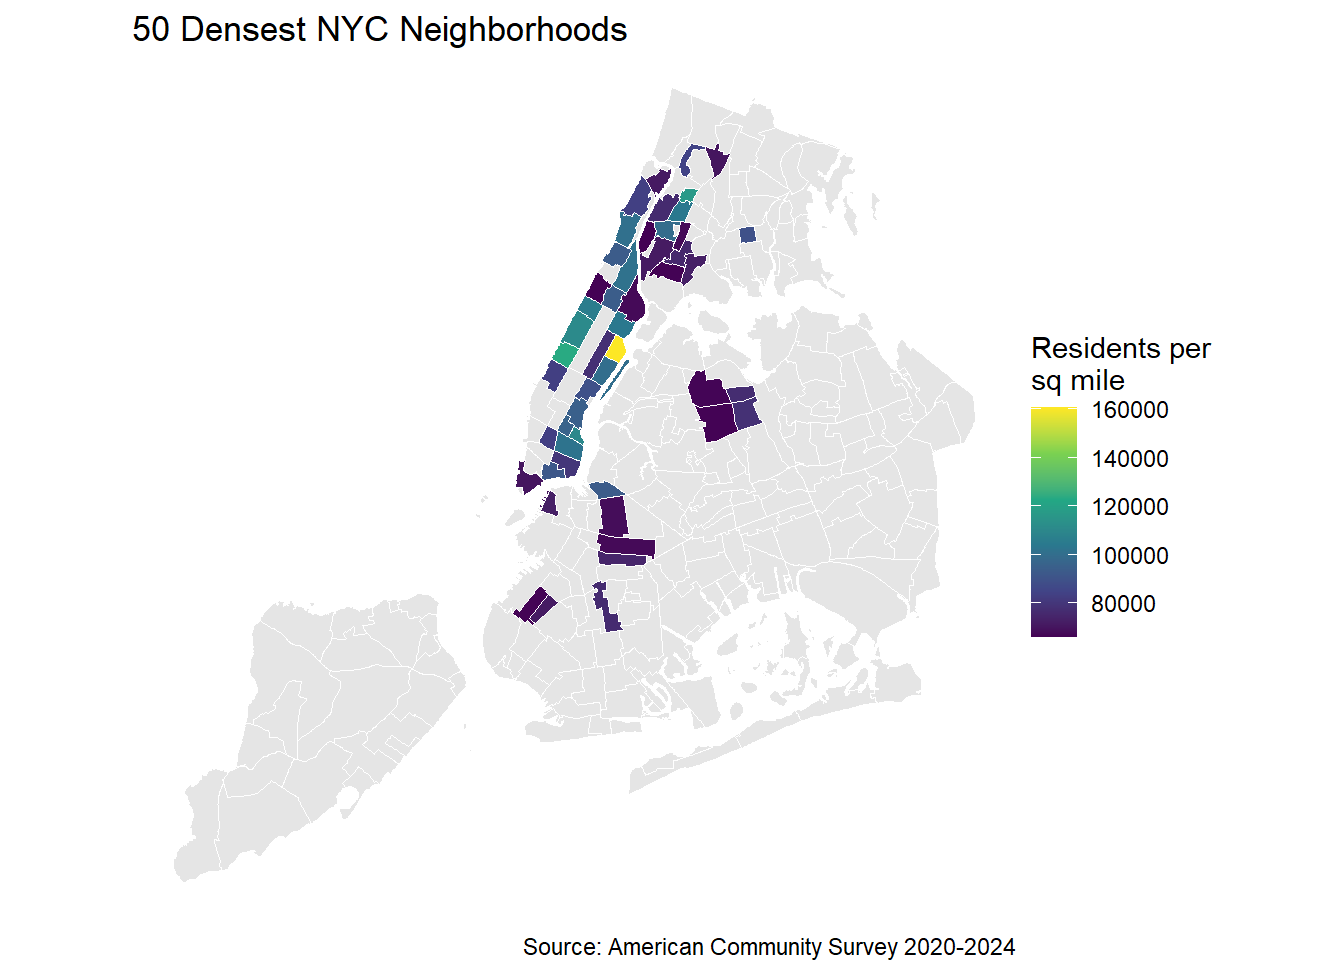 50 Densest NYC Neighborhoods
Residents per
sq mile
160000
140000
120000
100000
80000
Source: American Community Survey 2020-2024